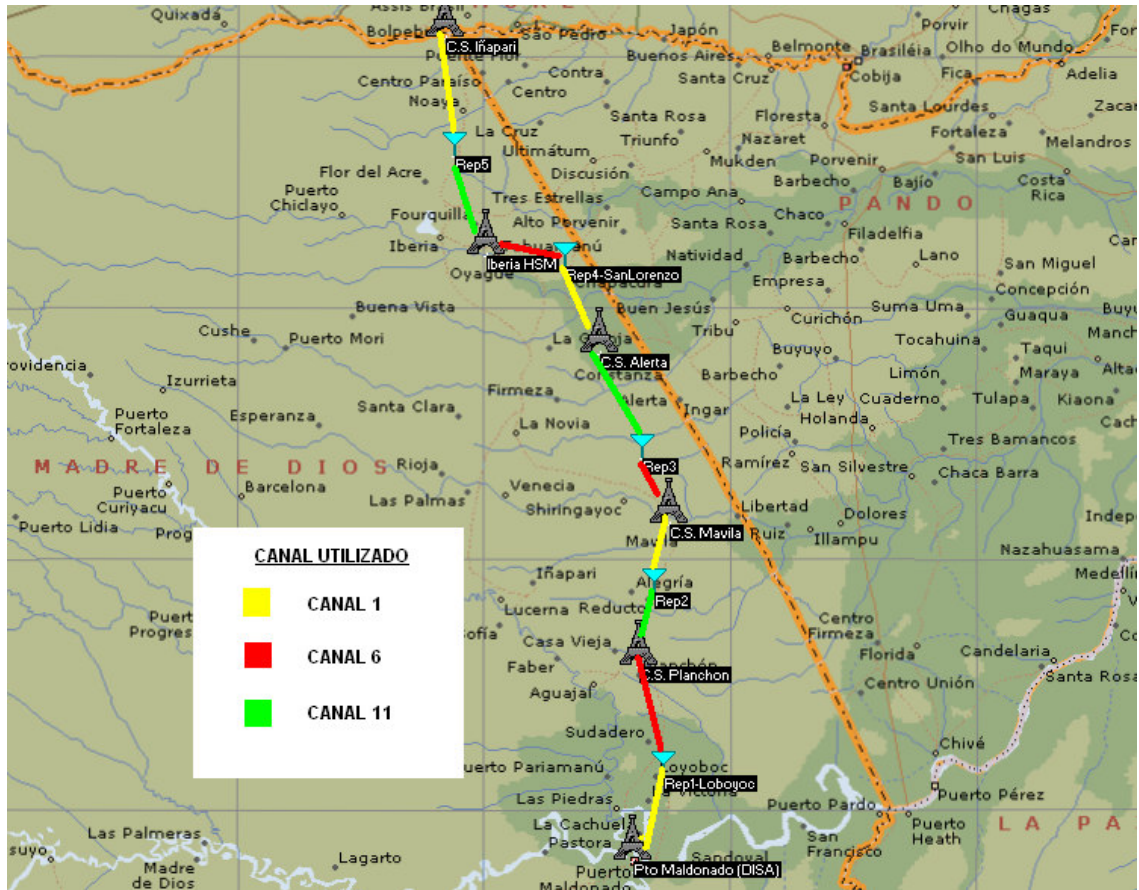 Quixadá
Assis Brasil
Bolpebra
C.S. Iñapari
São Pedro
Japón
Porvir
Chagas
Belmonte
Brasiléia
Olho do Mundo
Buenos Aires
Santa Cruz
Cobija
Fica
Adelia
Centro Paraíso
Contra
Centro
Noaya
Santa Rosa
Floresta
Santa Lourdes
La Cruz
Triunfo
Nazaret
Fortaleza
Melandros
Rep5
Ultimátum
Mukden
Porvenir
San Luis
Flor del Acre
Discusión
Barbecho
Bajío
Costa
Rica
Puerto
Chiclayo
Tres Estrellas
Campo Ana
PANDO
Fourquilla
Alto Porvenir
Santa Rosa
Chaco
Filadelfia
Iberia
Iberia HSM
Natividad
Barbecho
Lano
San Miguel
Oyague
Rep4-SanLorenzo
Empresa
Concepción
Buena Vista
Buen Jesús
Curichón
Suma Uma
Guaqua
Cushe
Puerto Mori
Tribu
Tocahuina
C.S. Alerta
Buyuyo
Taqui
Izurrieta
Constanza
Barbecho
Limón
Maraya
Firmeza
Puerto
Fortaleza
Esperanza
Santa Clara
Alerta
Ingar
La Ley
Holanda
Cuaderno
Tulapa
Kiaona
La Novia
Policía
Tres Bamancos
MADRE DE DIOS
Rioja
Rep3
Ramírez
San Silvestre
Chaca Barra
Puerto
Curiyacu
Barcelona
Las Palmas
Venecia
Shiringayoc
Libertad
Dolores
Puerto Lidia
C.S. Mavila
Ruiz
Illampu
Nazahuasama
CANAL UTILIZADO
CANAL 1
CANAL 6
CANAL 11
Iñapari
Alegría
Rep2
Lucerna
Reducto
Casa Vieja
Centro
Firmeza
Faber
C.S. Planchon
Florida
Candelaria
Santa Rosa
Aguajal
Centro Unión
Sudadero
Chivé
Rep1-Loboyoc
Puerto Pérez
Las Piedras
Puerto Pardo
Puerto
Heath
Las Palmeras
La Cachuela
Pastora
San
Francisco
Madre
de Dios
Lagarto
Sandoval
Pto Maldonado (DISA)
Puerto
Maldonado